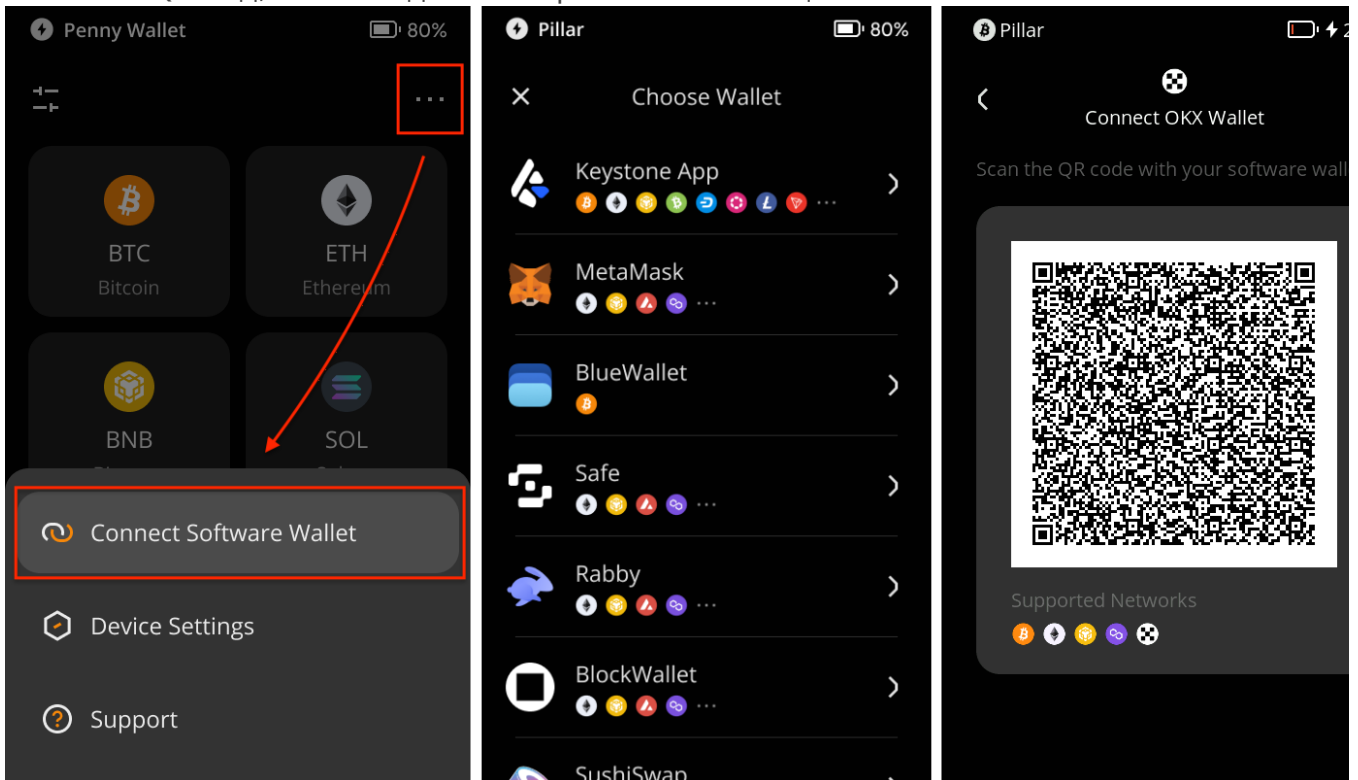 Penny Wallet
80%
BTC
Bitcoin
ETH
Ethereum
BNB
SOL
Connect Software Wallet
Device Settings
Support
Pillar
80%
Choose Wallet
Keystone App
MetaMask
BlueWallet
Safe
Rabby
BlockWallet
SushiSwap
Pillar
2
Connect OKX Wallet
Scan the QR code with your software wall
Supported Networks